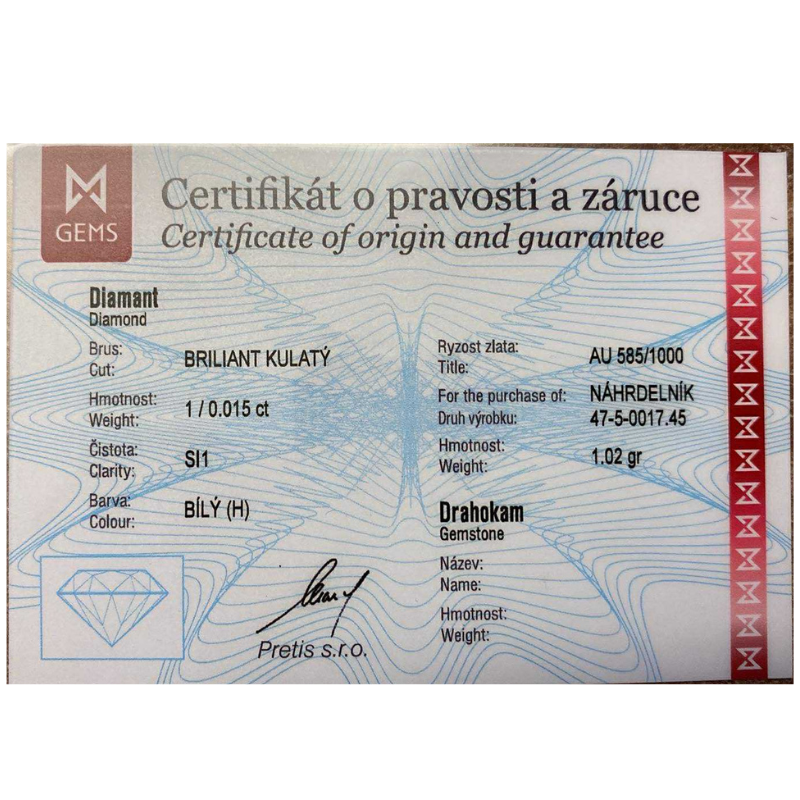 GEMS
Certifikát o pravosti a záruce
Certificate of origin and guarantee
Diamant
Diamond
Brus:
Cut:
BRILIANT KULATÝ
Hmotnost:
Weight:
1 / 0.015 ct
Čistota:
Clarity:
SI1
Barva:
Colour:
BÍLÝ (H)
Ryzost zlata:
Title:
AU 585/1000
For the purchase of:
Druh výrobku:
NÁHRDELNÍK
47-5-0017.45
Hmotnost:
Weight:
1.02 gr
Drahokam
Gemstone
Název:
Name:
Hmotnost:
Weight:
Pretis s.r.o.